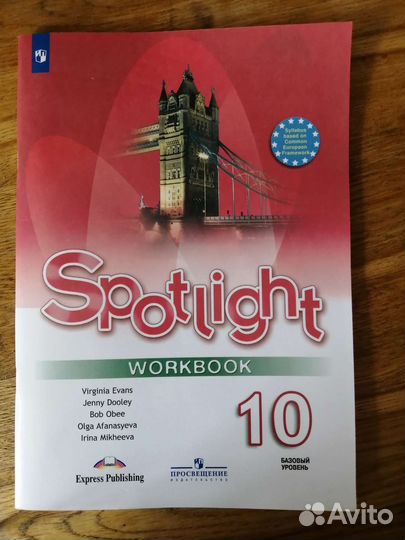 Syllabus
based on
Common
European
Framework
Spotlight
WORKBOOK
Virginia Evans
Jenny Dooley
Bob Obee
Olga Afanasyeva
Irina Mikheeva
10
БАЗОВЫЙ
УРОВЕНЬ
Express Publishing
ПРОСВЕЩЕНИЕ
ИЗДАТЕЛЬСТВО
Avito